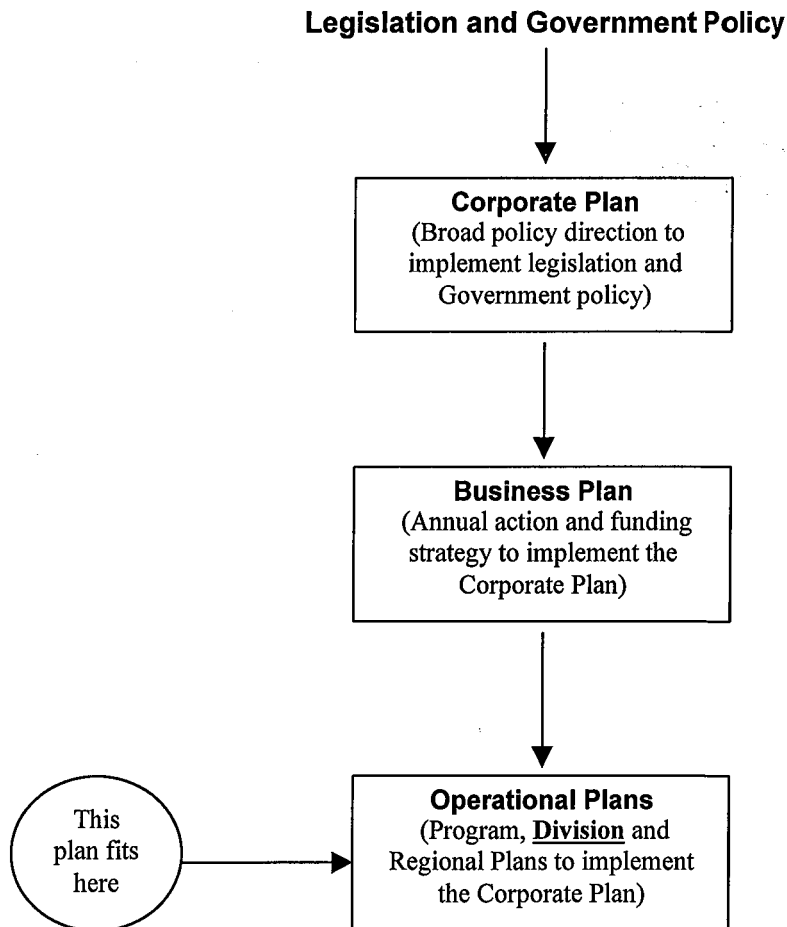 Legislation and Government Policy
Corporate Plan
(Broad policy direction to
implement legislation and
Government policy)
Business Plan
(Annual action and funding
strategy to implement the
Corporate Plan)
This
plan fits
here
Operational Plans
(Program, Division and
Regional Plans to implement
the Corporate Plan)